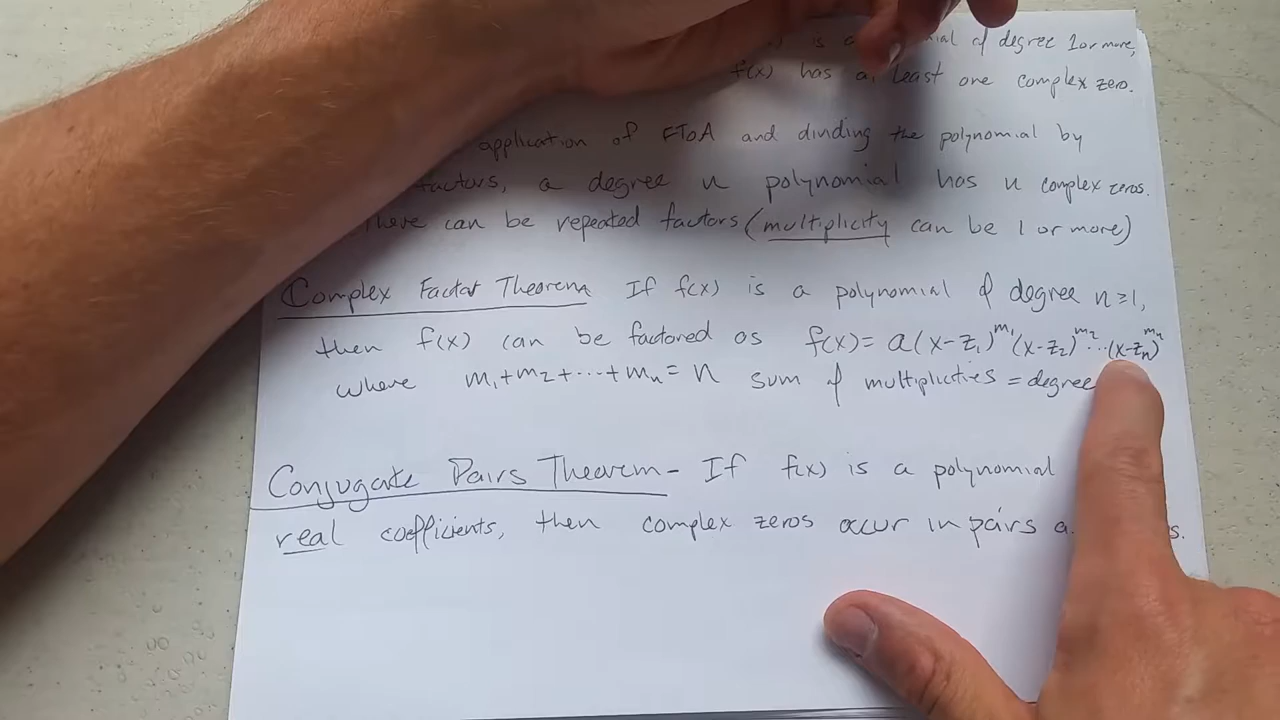 is a degree 1 or more,
f(x) has at least one complex zero.
application of FToA and dividing the polynomial by
factors, a degree n polynomial has n complex zeros.
there can be repeated factors (multiplicity can be 1 or more)
Complex Factor Theorem If f(x) is a polynomial of degree n ≥ 1,
then f(x) can be factored as f(x) = a(x-z₁)^m₁ (x-z₂)^m₂ ... (x-zₙ)^mₙ
where m₁+m₂+...+mₙ = n sum of multiplicities = degree
Conjugate Pairs Theorem - If f(x) is a polynomial
real coefficients, then complex zeros occur in pairs